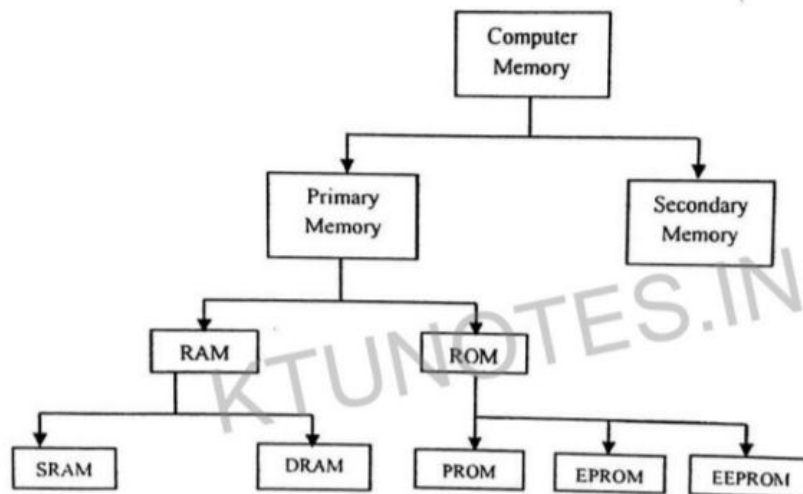 Computer
Memory
Primary
Memory
Secondary
Memory
RAM
ROM
SRAM
DRAM
PROM
EPROM
EEPROM
KTUNOTES.IN